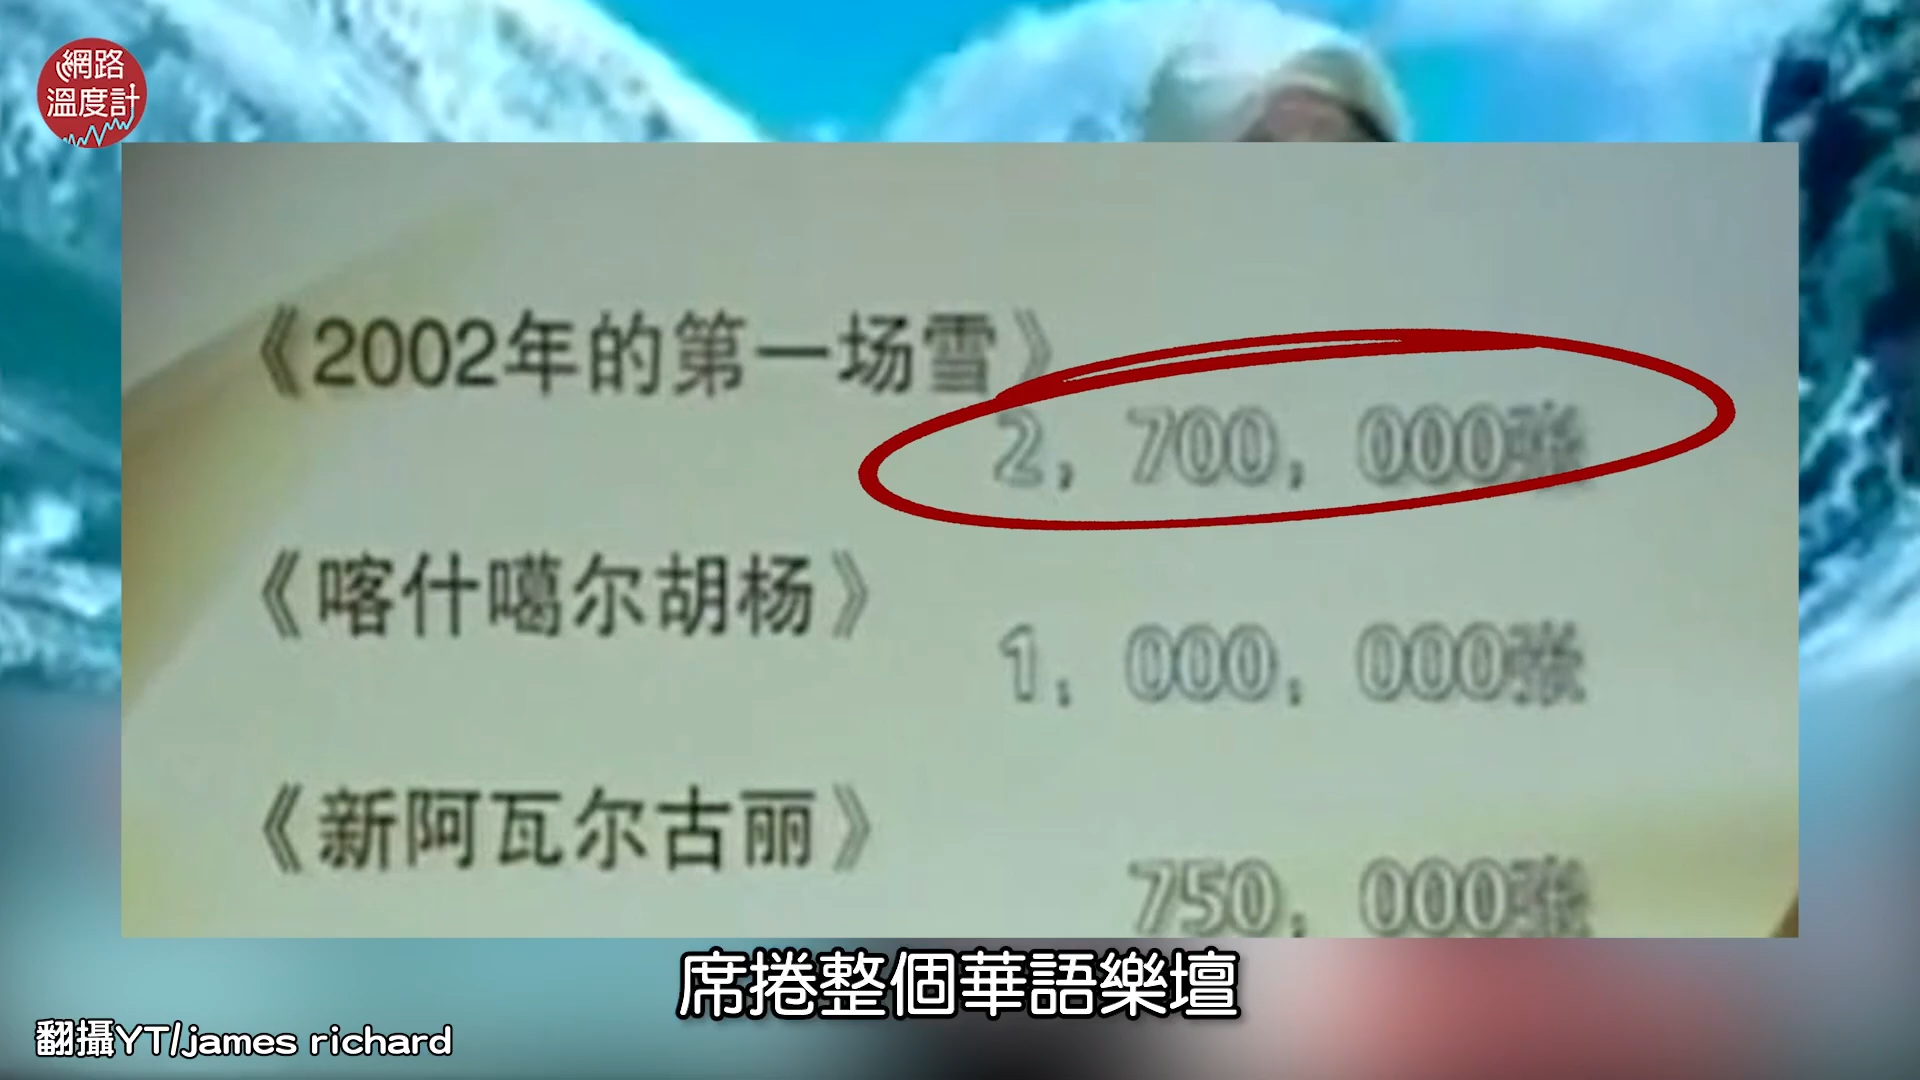 網路
溫度計
《2002年的第一场雪》
2，700，000张
《喀什噶尔胡杨》
1，000，000张
《新阿瓦尔古丽》
750，000张
席捲整個華語樂壇
翻攝YT/james richard